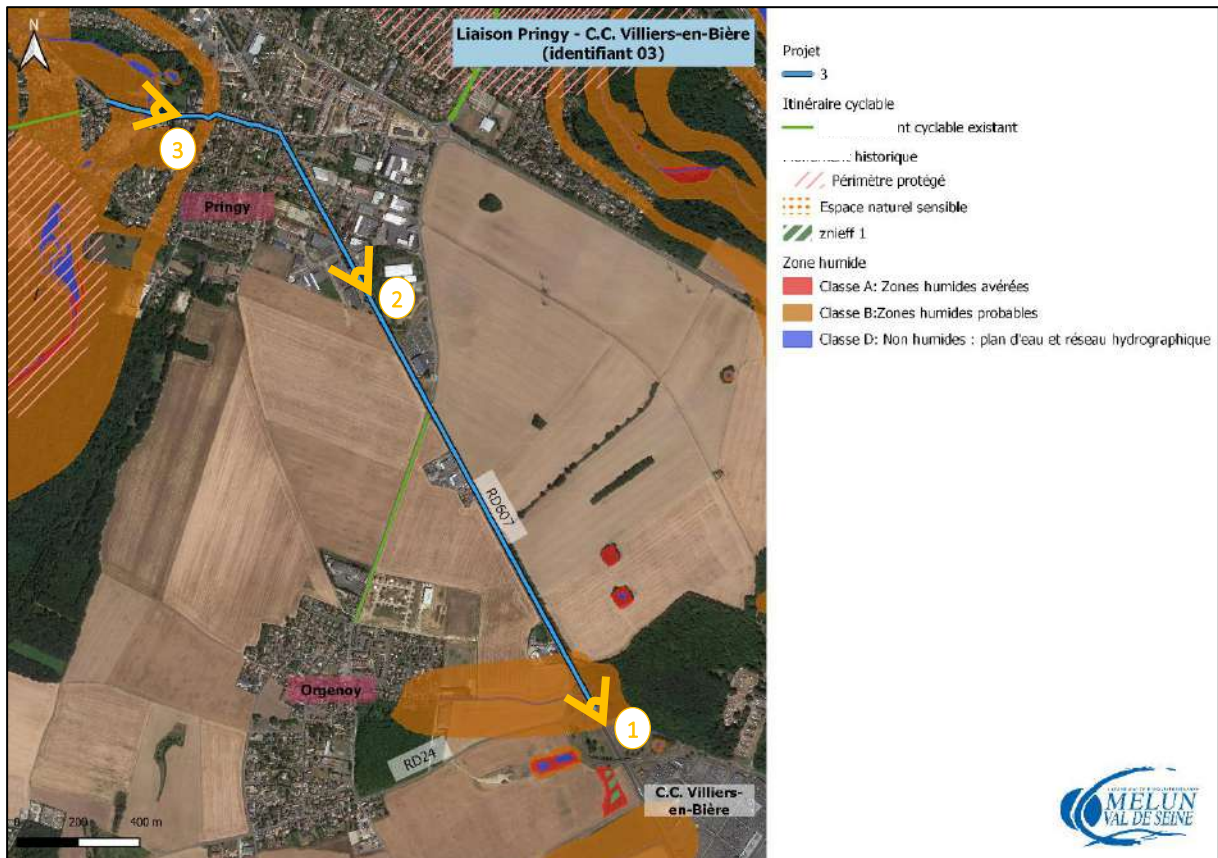 N
Liaison Pringy - C.C. Villiers-en-Bière
(identifiant 03)
3
Pringy
2
RD607
Orgenoy
1
RD24
C.C. Villiers-
en-Bière
0 200 400 m
Projet
3
Itinéraire cyclable
nt cyclable existant
historique
Périmètre protégé
Espace naturel sensible
znieff 1
Zone humide
Classe A: Zones humides avérées
Classe B:Zones humides probables
Classe D: Non humides : plan d'eau et réseau hydrographique
MELUN
VAL DE SEINE